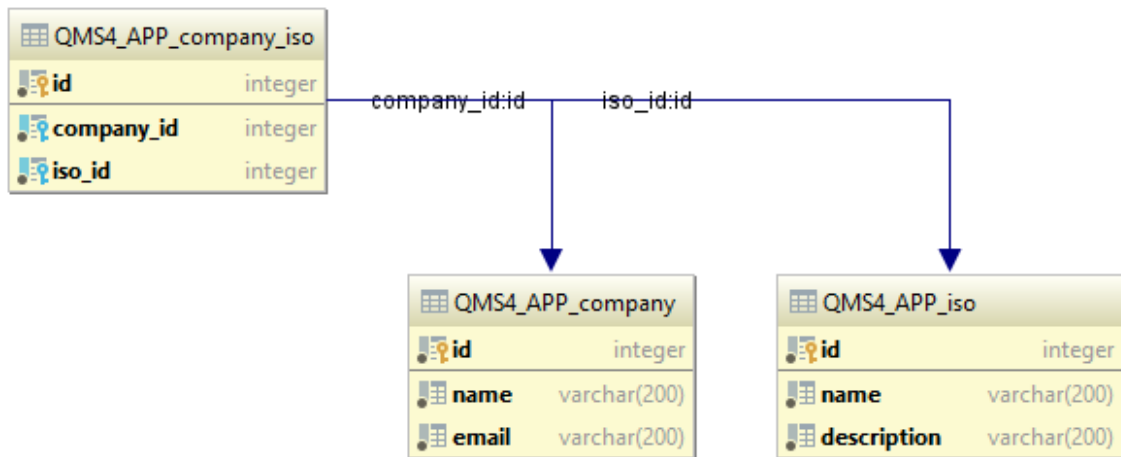 QMS4_APP_company_iso
id integer
company_id integer
iso_id integer
company_id:id
iso_id:id
QMS4_APP_company
id integer
name varchar(200)
email varchar(200)
QMS4_APP_iso
id integer
name varchar(200)
description varchar(200)